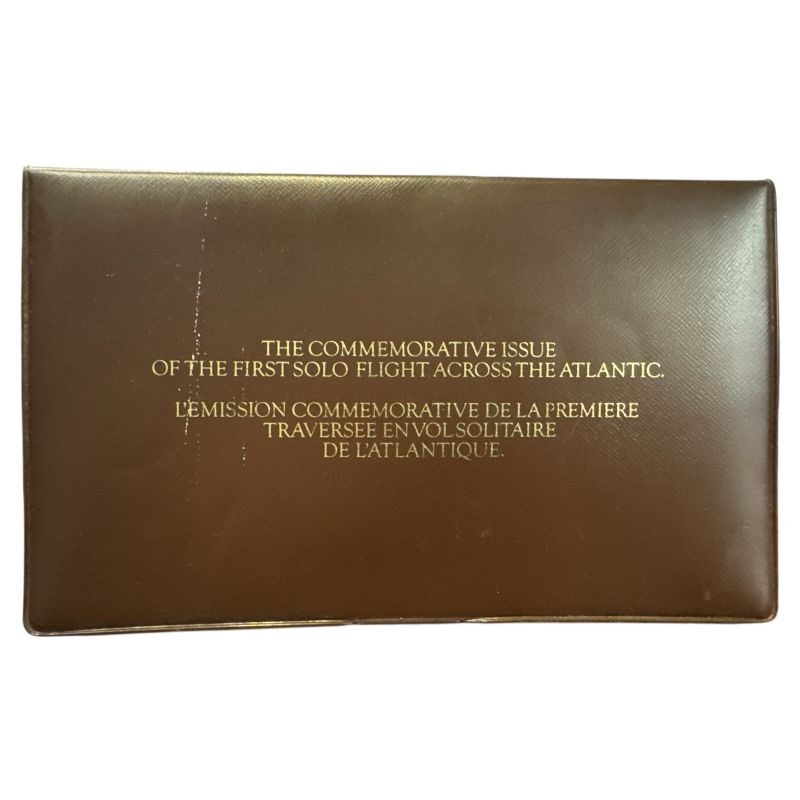 THE COMMEMORATIVE ISSUE
OF THE FIRST SOLO FLIGHT ACROSS THE ATLANTIC.
L'EMISSION COMMEMORATIVE DE LA PREMIERE
TRAVERSEE EN VOL SOLITAIRE
DE L'ATLANTIQUE.